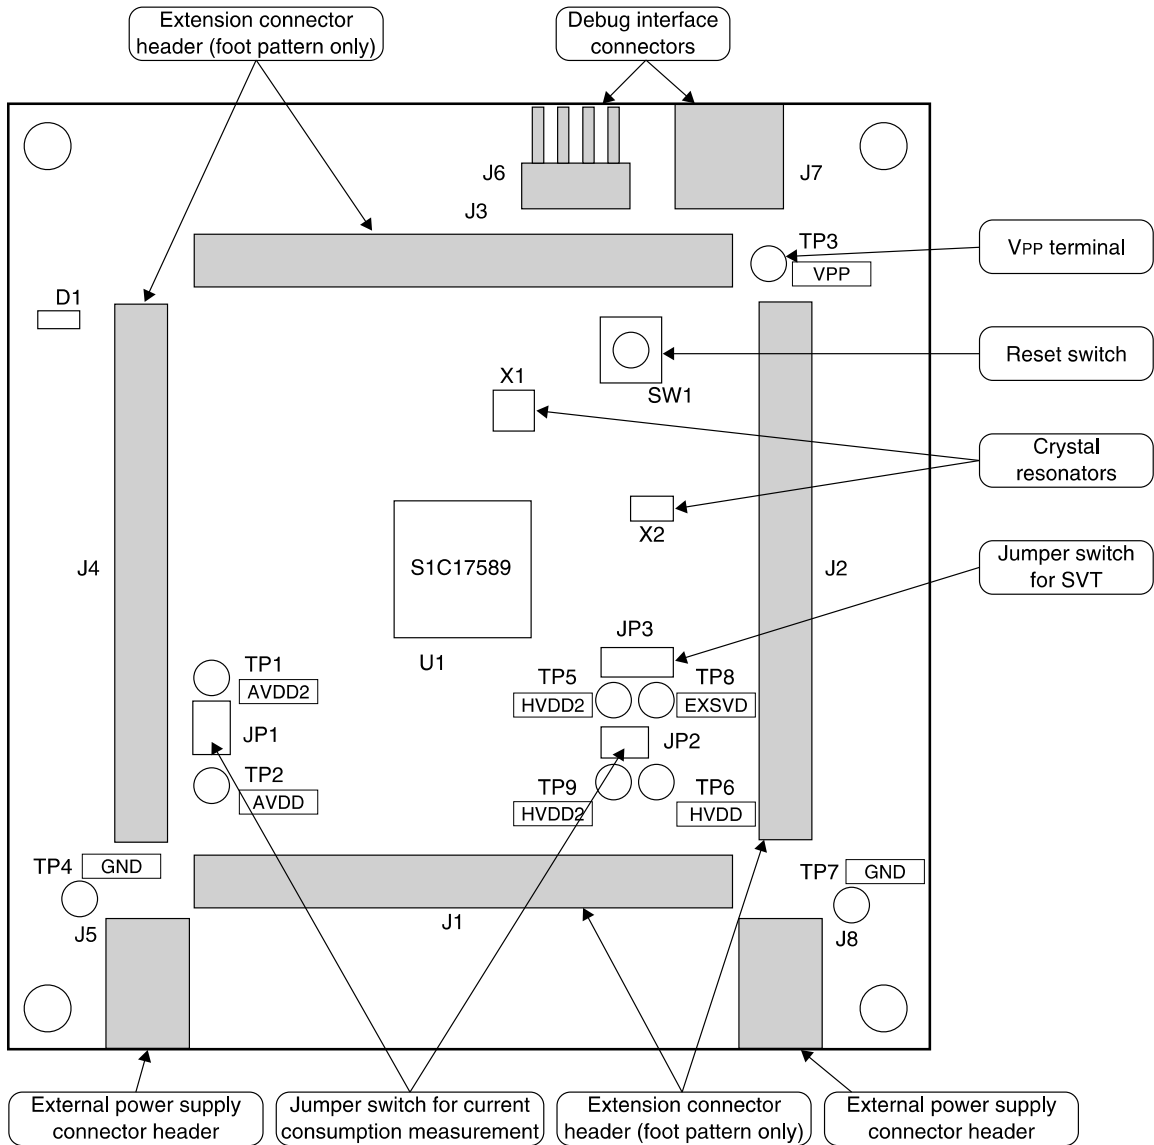 Extension connector
header (foot pattern only)
Debug interface
connectors
J6
J7
J3
TP3
VPP
VPP terminal
D1
Reset switch
X1
SW1
Crystal
resonators
X2
J4
S1C17589
J2
Jumper switch
for SVT
JP3
U1
TP1
AVDD2
TP5
HVDD2
TP8
EXSVD
JP1
JP2
TP2
AVDD
TP9
HVDD2
TP6
HVDD
TP4
GND
TP7
GND
J5
J1
J8
External power supply
connector header
Jumper switch for current
consumption measurement
Extension connector
header (foot pattern only)
External power supply
connector header